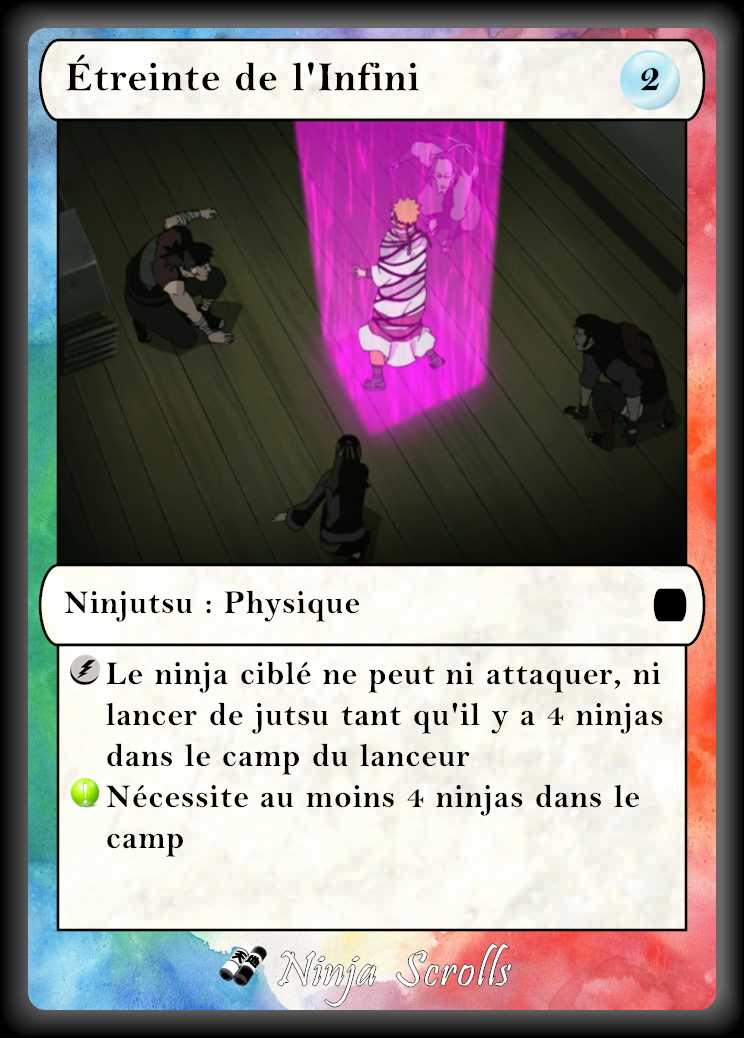 Étreinte de l'Infini
2
Ninjutsu : Physique
Le ninja ciblé ne peut ni attaquer, ni
lancer de jutsu tant qu'il y a 4 ninjas
dans le camp du lanceur
Nécessite au moins 4 ninjas dans le
camp
Ninja Scrolls